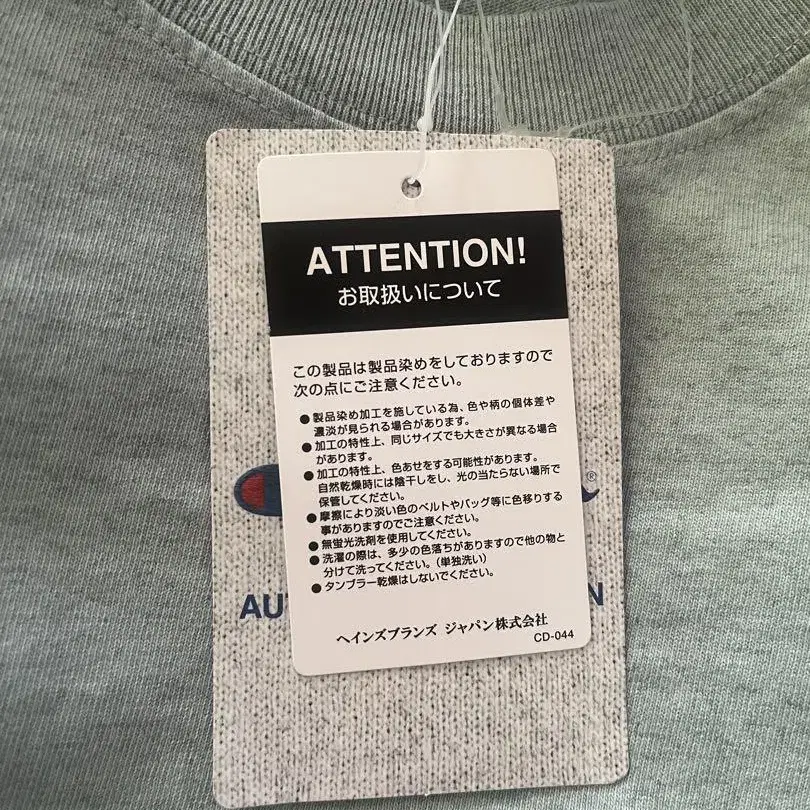 ATTENTION!
お取扱いについて
この製品は製品染めをしておりますので
次の点にご注意ください。
●製品染め加工を施している為、色や柄の個体差や
濃淡が見られる場合があります。
●加工の特性上、同じサイズでも大きさが異なる場合
があります。
●加工の特性上、色あせをする可能性があります。
自然乾燥時には陰干しをし、光の当たらない場所で
保管してください。
●摩擦により淡い色のベルトやバッグ等に色移りする
事がありますのでご注意ください。
●無蛍光洗剤を使用してください。
●洗濯の際は、多少の色落ちがありますので他の物と
分けて洗ってください。(単独洗い)
●タンブラー乾燥はしないでください。
ヘインズブランズ ジャパン株式会社
CD-044
®
AU
N